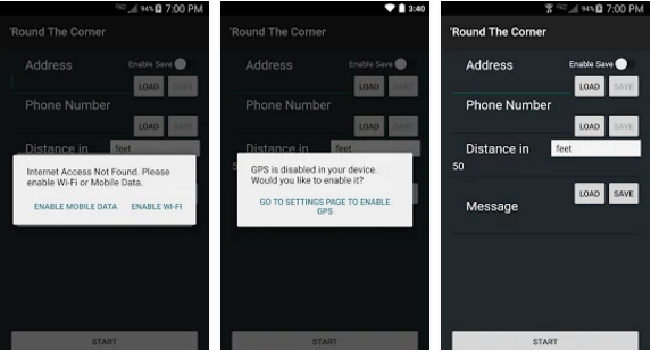 94% 7:00 PM
'Round The Corner
Address
Enable Save
LOAD SAVE
Phone Number
LOAD SAVE
Distance in feet
5
Internet Access Not Found. Please
enable Wi-Fi or Mobile Data.
ENABLE MOBILE DATA ENABLE WI-FI
START
3:40
'Round The Corner
Address
Enable Save
LOAD SAVE
Phone Number
LOAD SAVE
Distance in feet
GPS is disabled in your device.
Would you like to enable it?
GO TO SETTINGS PAGE TO ENABLE
GPS
START
94% 7:00 PM
'Round The Corner
Address
Enable Save
LOAD SAVE
Phone Number
LOAD SAVE
Distance in feet
50
LOAD SAVE
Message
START